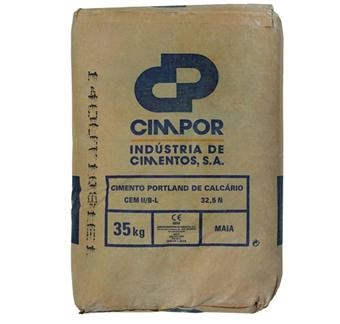 CIMPOR
INDÚSTRIA DE
CIMENTOS, S.A.
CIMENTO PORTLAND DE CALCÁRIO
CEM II/B-L 32,5 N
35kg
CE
MAIA